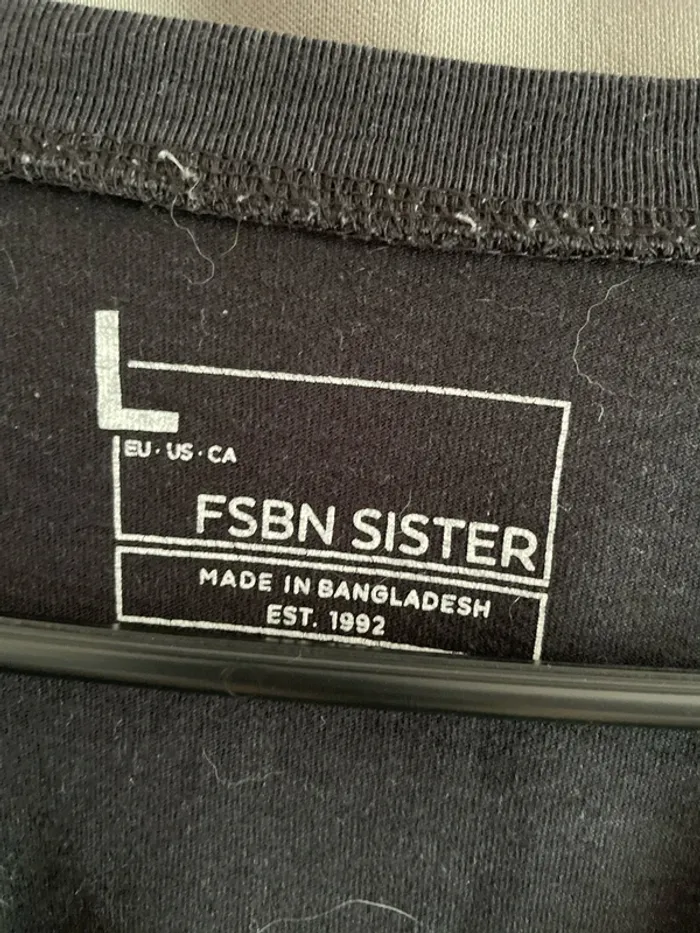 L
EU · US · CA
FSBN SISTER
MADE IN BANGLADESH
EST. 1992